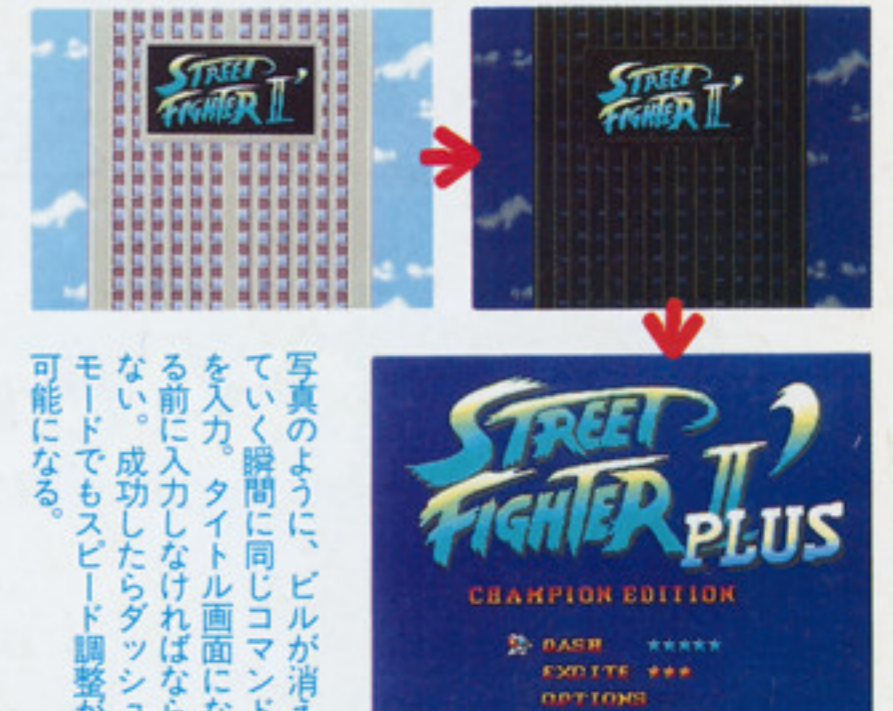 STREET
FIGHTER II'
STREET
FIGHTER II'
STREET
FIGHTER II'
PLUS
CHAMPION EDITION
DASH ★★★★★
EXCITE ★★★
OPTIONS
写真のように、ビルが消え
ていく瞬間に同じコマンド
を入力。タイトル画面にな
る前に入力しなければなら
ない。成功したらダッシュ
モードでもスピード調整が
可能になる。